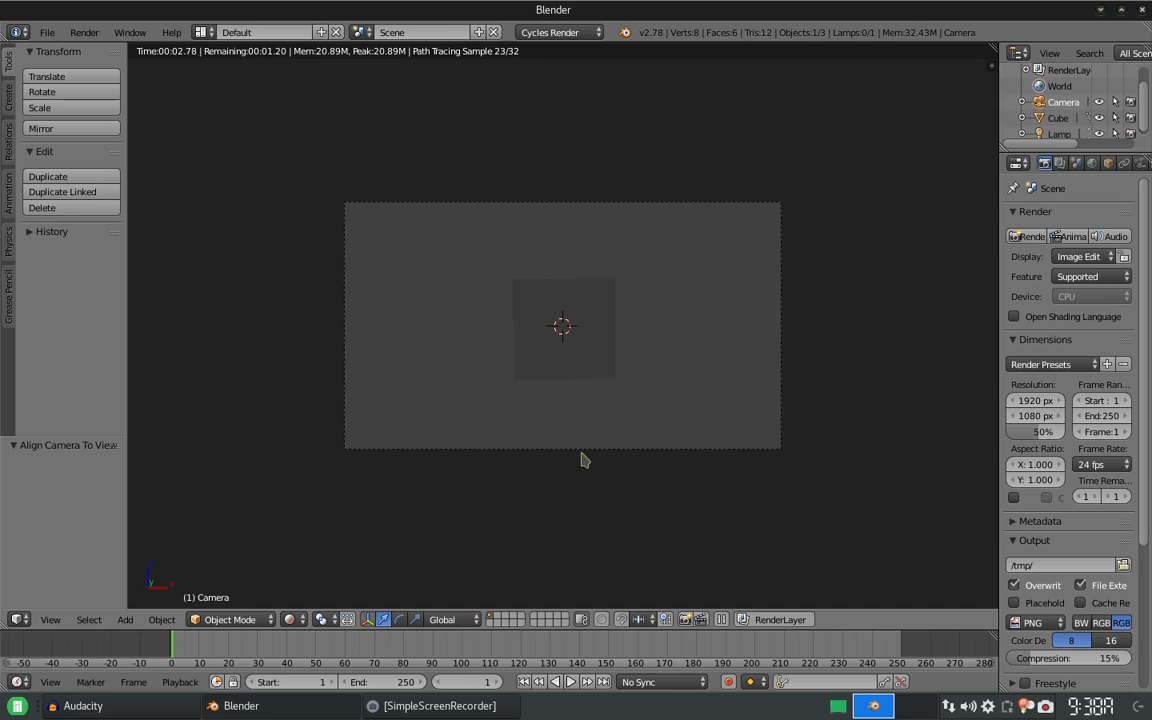 Blender
File
Render
Window
Help
Default
Scene
Cycles Render
v2.78 | Verts:8 | Faces:6 | Tris:12 | Objects:1/3 | Lamps:0/1 | Mem:32.43M | Camera
Time:00:02.78 | Remaining:00:01.20 | Mem:20.89M, Peak:20.89M | Path Tracing Sample 23/32
Tools
Create
Relations
Animation
Physics
Grease Pencil
Transform
Translate
Rotate
Scale
Mirror
Edit
Duplicate
Duplicate Linked
Delete
History
Align Camera To View
(1) Camera
View
Search
All Scen
RenderLay
World
Camera
Cube
Lamp
Scene
Render
Rende
Anima
Audio
Display:
Image Edit
Feature
Supported
Device:
CPU
Open Shading Language
Dimensions
Render Presets
Resolution:
Frame Ran...
1920 px
Start : 1
1080 px
End:250
50%
Frame:1
Aspect Ratio:
Frame Rate:
X: 1.000
24 fps
Y: 1.000
Time Rema...
C
1
1
Metadata
Output
/tmp/
Overwrit
File Exte
Placehold
Cache Re
PNG
BW
RGB
RGB
Color De
8
16
Compression:
15%
Freestyle
View
Select
Add
Object
Object Mode
Global
RenderLayer
-50 -40 -30 -20 -10 0 10 20 30 40 50 60 70 80 90 100 110 120 130 140 150 160 170 180 190 200 210 220 230 240 250 260 270 280
View
Marker
Frame
Playback
Start:
1
End:
250
1
No Sync
Audacity
Blender
[SimpleScreenRecorder]
9:38A